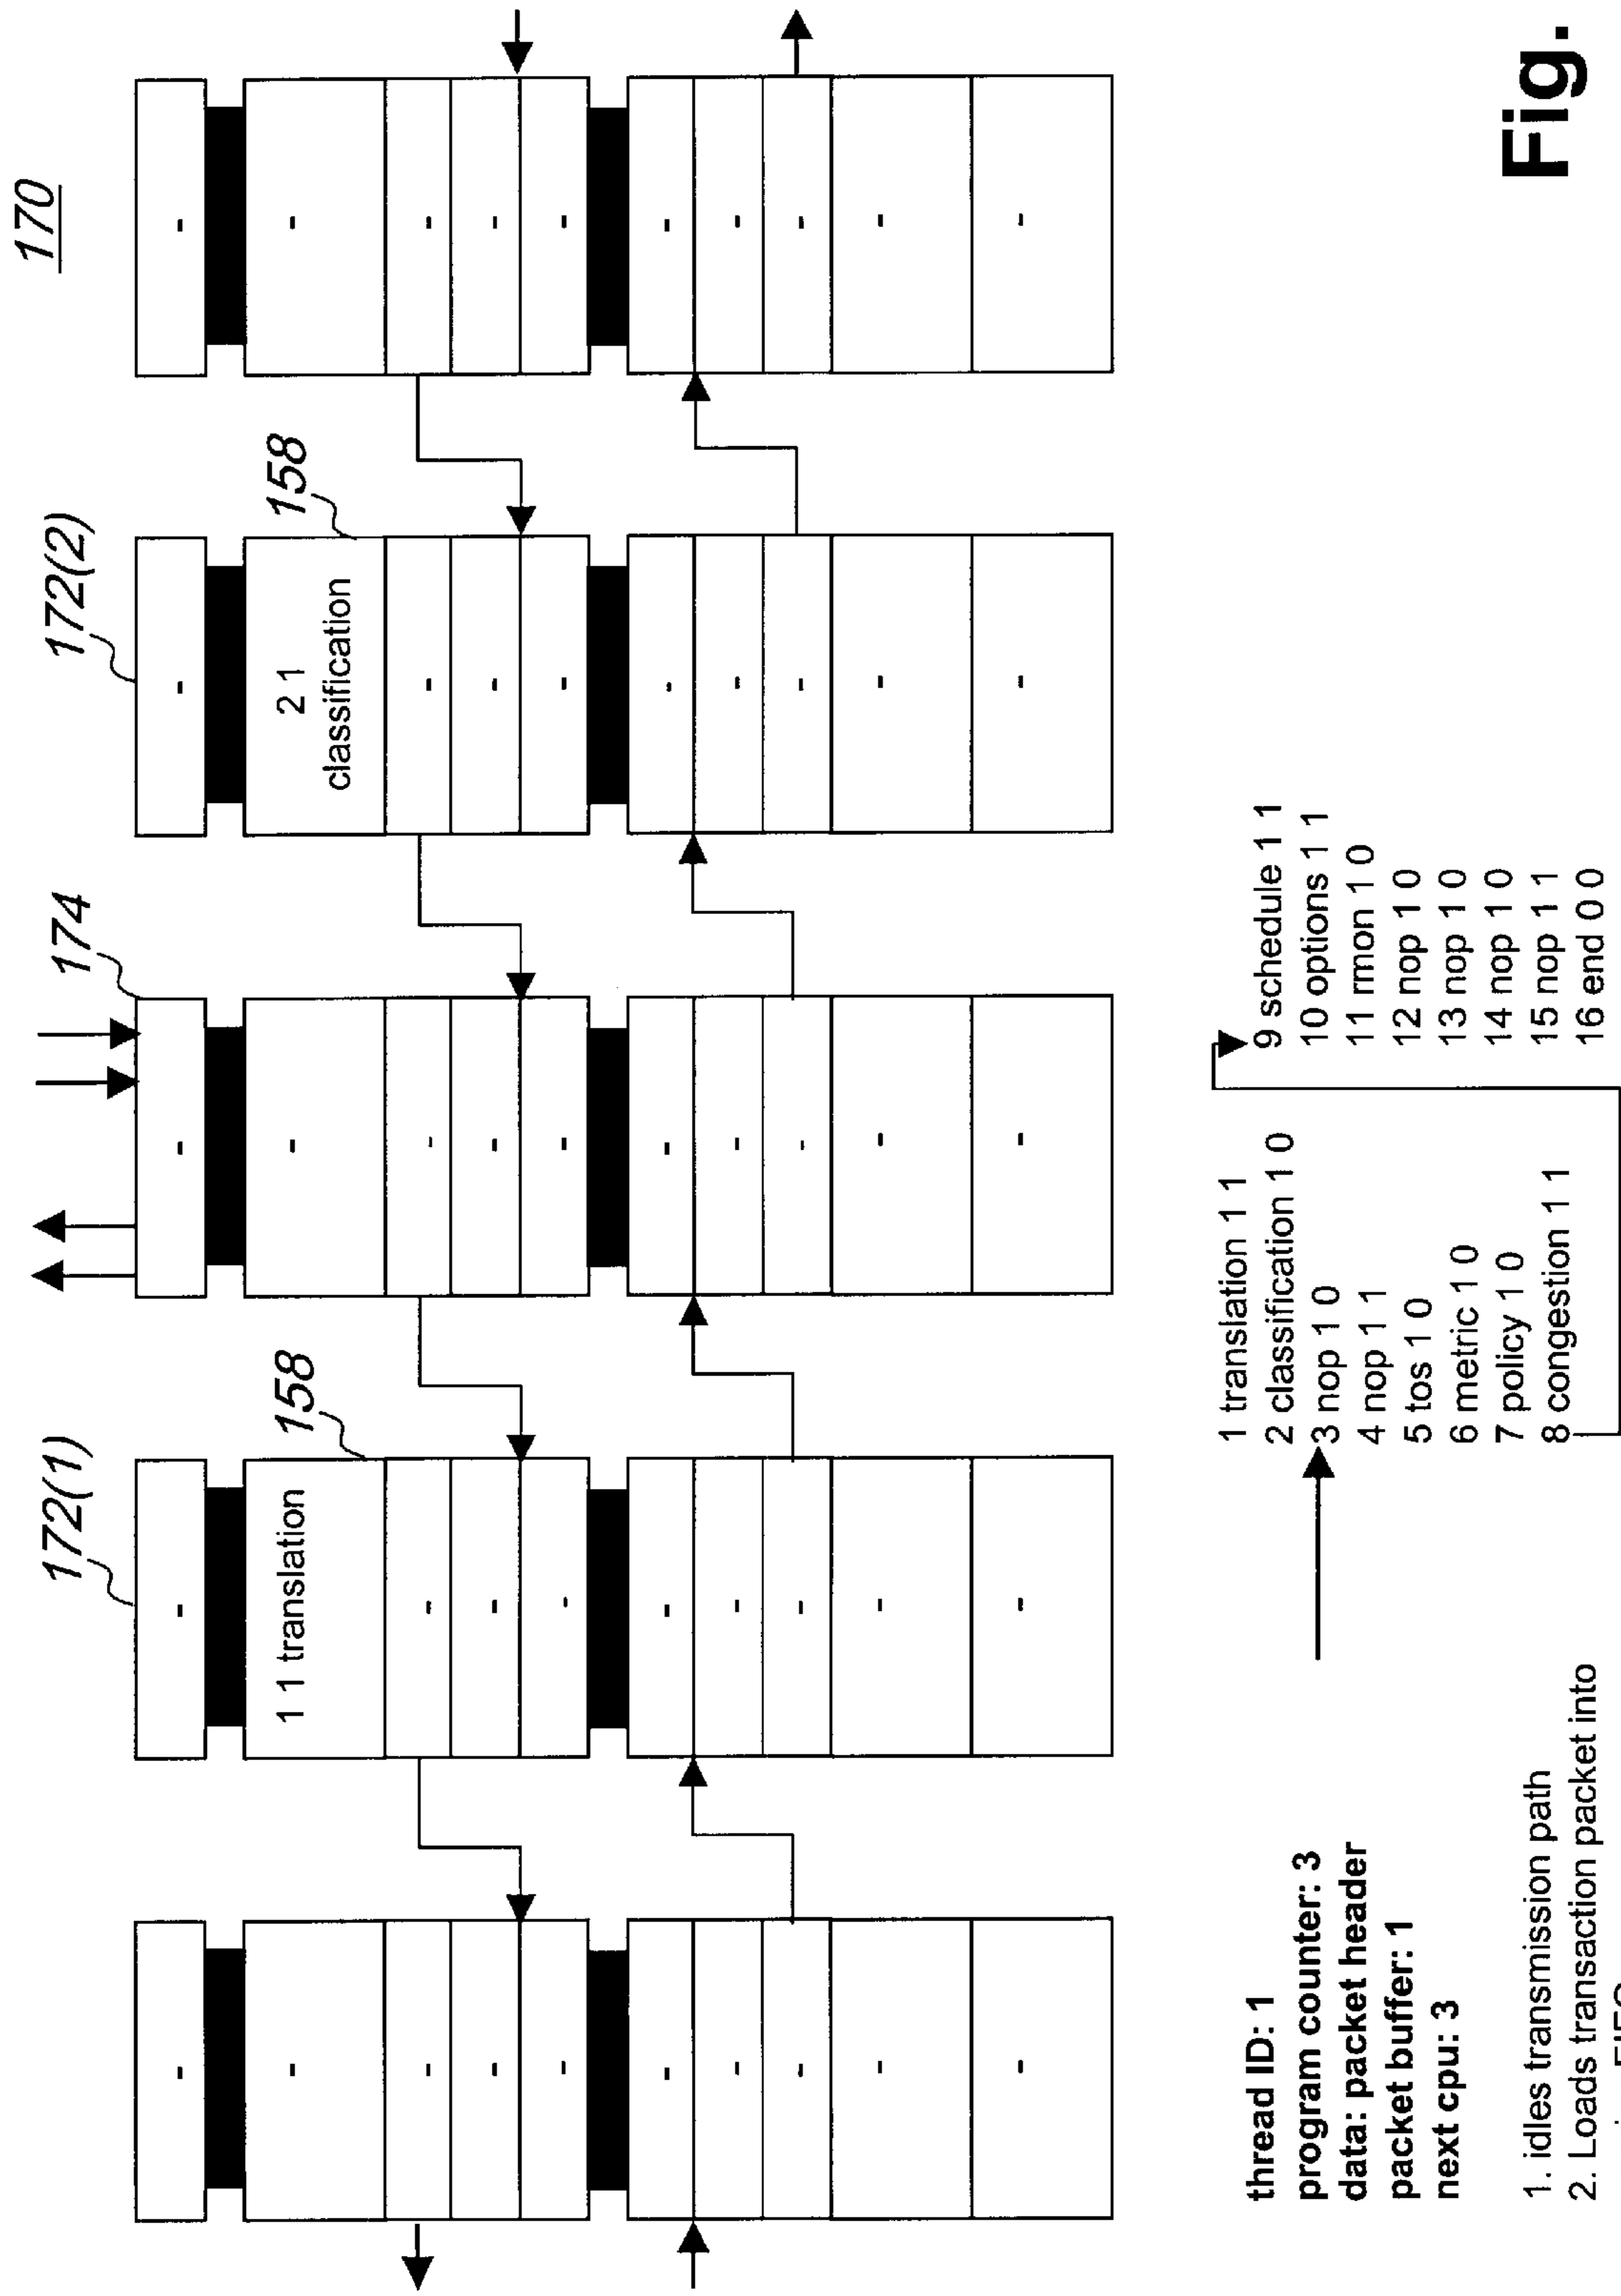 170
172(1)
174
172(2)
158
158
1 1 translation
2 1
classification
thread ID: 1
program counter: 3
data: packet header
packet buffer: 1
next cpu: 3
1. idles transmission path
2. Loads transaction packet into
FIFO
1 translation 1 1
2 classification 1 0
3 nop 1 0
4 nop 1 1
5 tos 1 0
6 metric 1 0
7 policy 1 0
8 congestion 1 1
9 schedule 1 1
10 options 1 1
11 rmon 1 0
12 nop 1 0
13 nop 1 0
14 nop 1 0
15 nop 1 1
16 end 0 0
Fig.